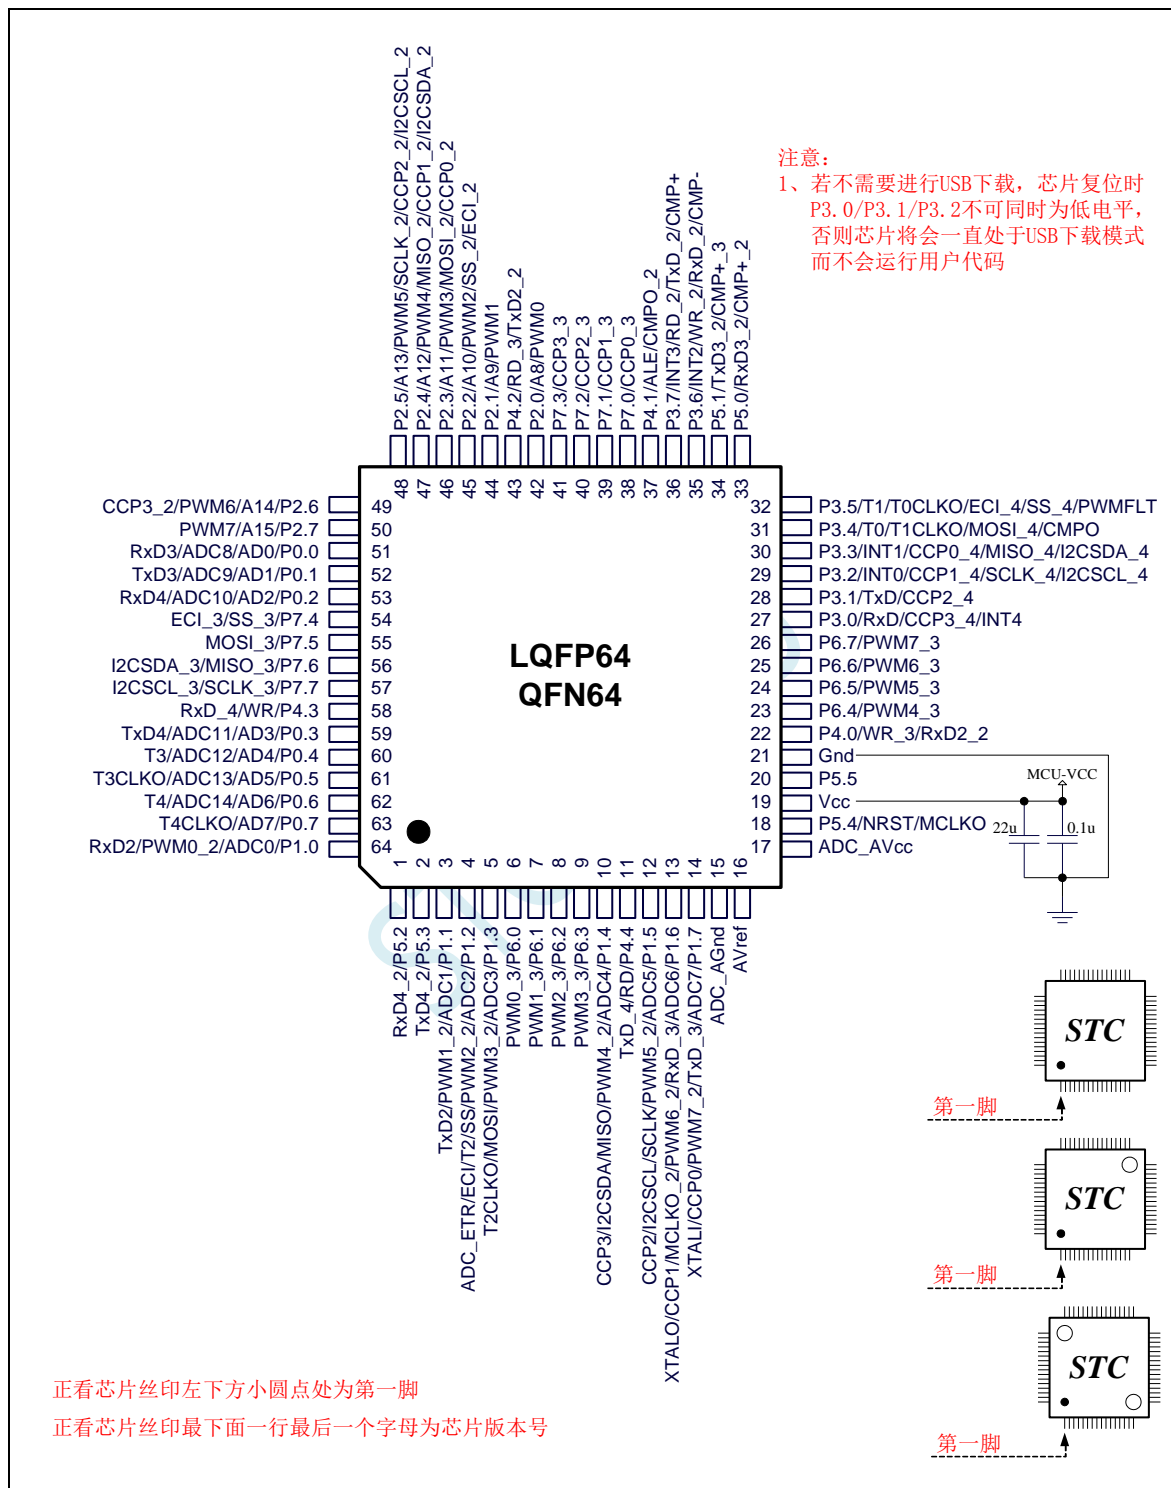 P2.5/A13/PWM5/SCLK_2/CCP2_2/I2CSCL_2
P2.4/A12/PWM4/MISO_2/CCP1_2/I2CSDA_2
P2.3/A11/PWM3/MOSI_2/CCP0_2
P2.2/A10/PWM2/SS_2/ECI_2
P2.1/A9/PWM1
P4.2/RD_3/TxD2_2
P2.0/A8/PWM0
P7.3/CCP3_3
P7.2/CCP2_3
P7.1/CCP1_3
P7.0/CCP0_3
P4.1/ALE/CMPO_2
P3.7/INT3/RD_2/TxD_2/CMP+
P3.6/INT2/WR_2/RxD_2/CMP-
P5.1/TxD3_2/CMP+_3
P5.0/RxD3_2/CMP+_2
注意：
1、若不需要进行USB下载，芯片复位时
P3.0/P3.1/P3.2不可同时为低电平，
否则芯片将会一直处于USB下载模式
而不会运行用户代码
48 47 46 45 44 43 42 41 40 39 38 37 36 35 34 33
CCP3_2/PWM6/A14/P2.6 49
PWM7/A15/P2.7 50
RxD3/ADC8/AD0/P0.0 51
TxD3/ADC9/AD1/P0.1 52
RxD4/ADC10/AD2/P0.2 53
ECI_3/SS_3/P7.4 54
MOSI_3/P7.5 55
I2CSDA_3/MISO_3/P7.6 56
I2CSCL_3/SCLK_3/P7.7 57
RxD_4/WR/P4.3 58
TxD4/ADC11/AD3/P0.3 59
T3/ADC12/AD4/P0.4 60
T3CLKO/ADC13/AD5/P0.5 61
T4/ADC14/AD6/P0.6 62
T4CLKO/AD7/P0.7 63
RxD2/PWM0_2/ADC0/P1.0 64
LQFP64
QFN64
32 P3.5/T1/T0CLKO/ECI_4/SS_4/PWMFLT
31 P3.4/T0/T1CLKO/MOSI_4/CMPO
30 P3.3/INT1/CCP0_4/MISO_4/I2CSDA_4
29 P3.2/INT0/CCP1_4/SCLK_4/I2CSCL_4
28 P3.1/TxD/CCP2_4
27 P3.0/RxD/CCP3_4/INT4
26 P6.7/PWM7_3
25 P6.6/PWM6_3
24 P6.5/PWM5_3
23 P6.4/PWM4_3
22 P4.0/WR_3/RxD2_2
21 Gnd
20 P5.5
19 Vcc
18 P5.4/NRST/MCLKO
17 ADC_AVcc
MCU-VCC
22u
0.1u
1 2 3 4 5 6 7 8 9 10 11 12 13 14 15 16
RxD4_2/P5.2
TxD4_2/P5.3
TxD2/PWM1_2/ADC1/P1.1
ADC_ETR/ECI/T2/SS/PWM2_2/ADC2/P1.2
T2CLKO/MOSI/PWM3_2/ADC3/P1.3
PWM0_3/P6.0
PWM1_3/P6.1
PWM2_3/P6.2
PWM3_3/P6.3
CCP3/I2CSDA/MISO/PWM4_2/ADC4/P1.4
TxD_4/RD/P4.4
CCP2/I2CSCL/SCLK/PWM5_2/ADC5/P1.5
XTALO/CCP1/MCLKO_2/PWM6_2/RxD_3/ADC6/P1.6
XTALI/CCP0/PWM7_2/TxD_3/ADC7/P1.7
ADC_AGnd
AVref
STC
第一脚
STC
第一脚
STC
第一脚
正看芯片丝印左下方小圆点处为第一脚
正看芯片丝印最下面一行最后一个字母为芯片版本号